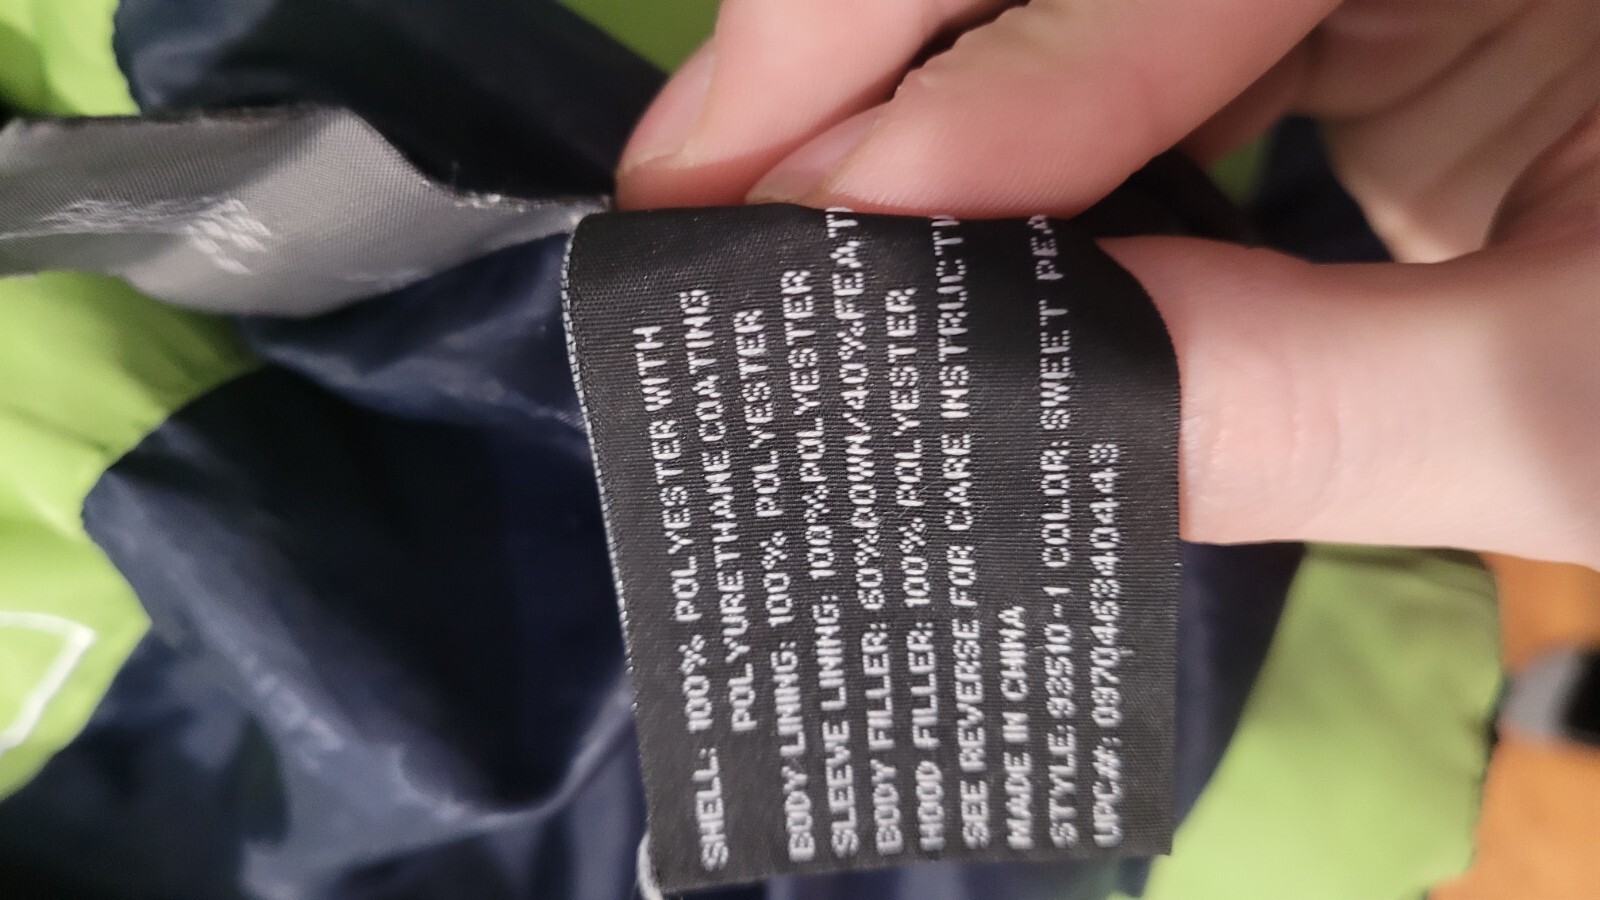 SHELL: 100% POLYESTER WITH
POLYURETHANE COATING
BODY LINING: 100% POLYESTER
SLEEVE LINING: 100%POLYESTER
BODY FILLER: 60%DOWN/40%FEAT
HOOD FILLER: 100% POLYESTER
SEE REVERSE FOR CARE INSTRUCTI
MADE IN CHINA
STYLE: 93510-1 COLOR: SWEET PEA
UPC#: